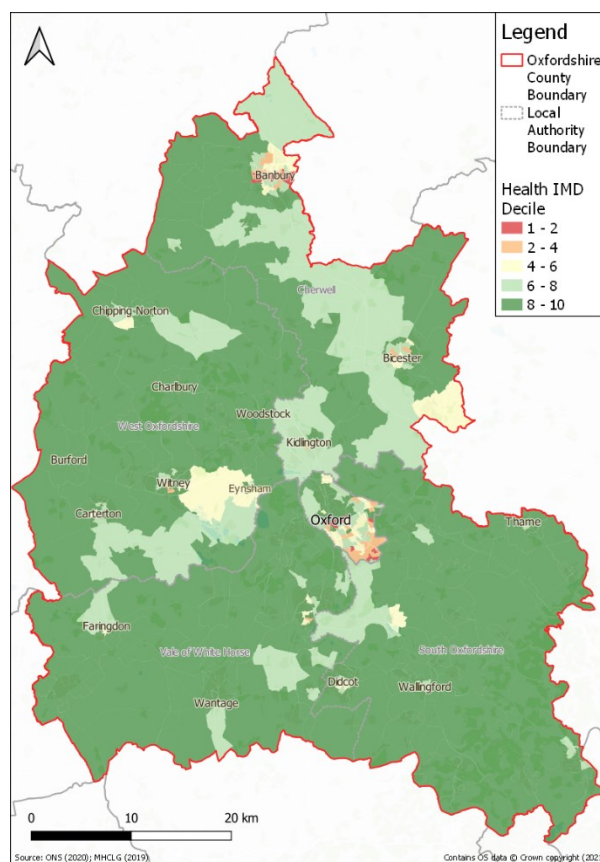 Legend
Oxfordshire
County
Boundary
Local
Authority
Boundary
Health IMD
Decile
1 - 2
2 - 4
4 - 6
6 - 8
8 - 10
Banbury
Cherwell
Chipping-Norton
Bicester
Charlbury
Woodstock
West Oxfordshire
Kidlington
Burford
Witney
Eynsham
Carterton
Oxford
Thame
Faringdon
Vale of White Horse
South Oxfordshire
Didcot
Wallingford
Wantage
0 10 20 km
Source: ONS (2020); MHCLG (2019)
Contains OS data @ Crown copyright (202